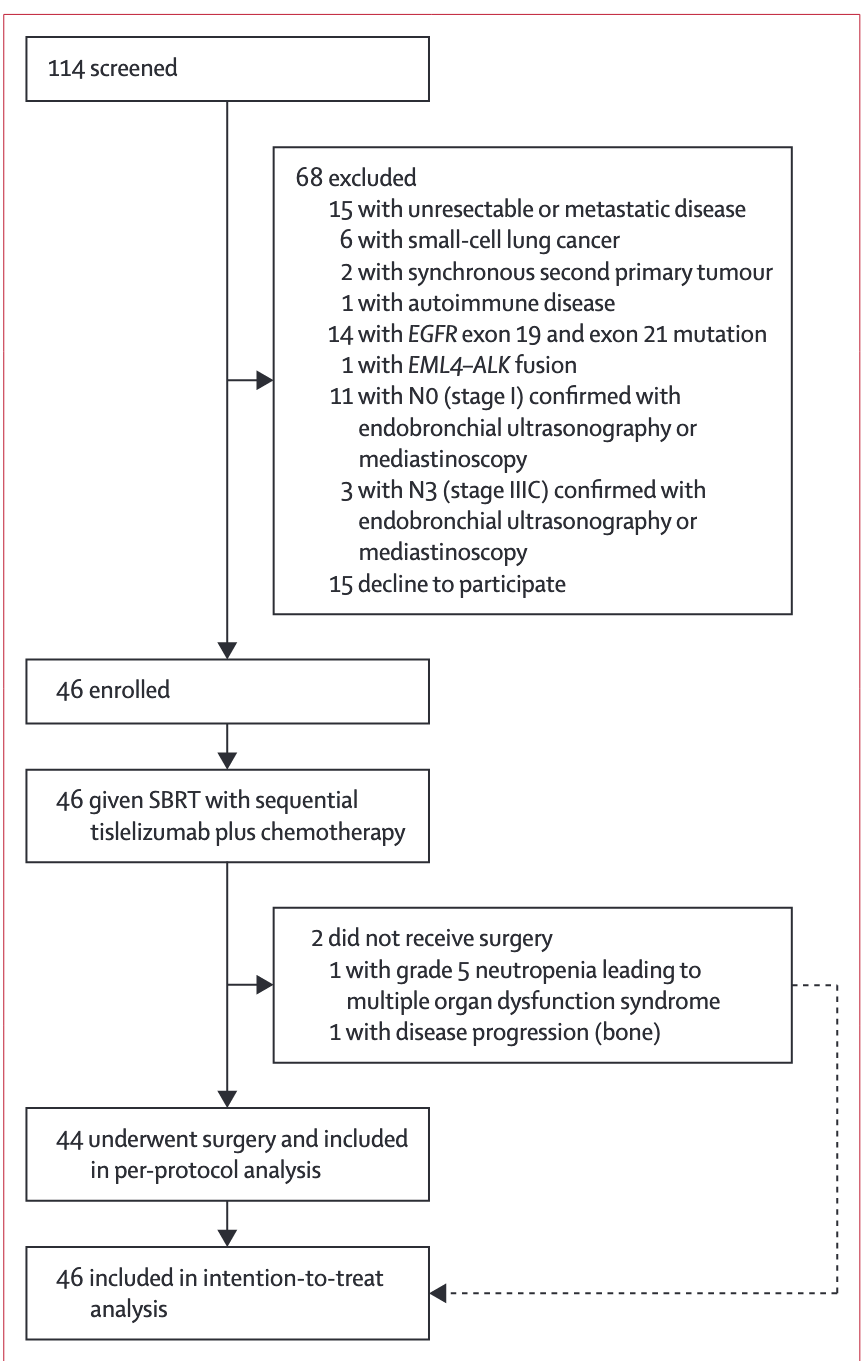 114 screened
68 excluded
15 with unresectable or metastatic disease
6 with small-cell lung cancer
2 with synchronous second primary tumour
1 with autoimmune disease
14 with EGFR exon 19 and exon 21 mutation
1 with EML4–ALK fusion
11 with N0 (stage I) confirmed with
endobronchial ultrasonography or
mediastinoscopy
3 with N3 (stage IIIC) confirmed with
endobronchial ultrasonography or
mediastinoscopy
15 decline to participate
46 enrolled
46 given SBRT with sequential
tislelizumab plus chemotherapy
2 did not receive surgery
1 with grade 5 neutropenia leading to
multiple organ dysfunction syndrome
1 with disease progression (bone)
44 underwent surgery and included
in per-protocol analysis
46 included in intention-to-treat
analysis